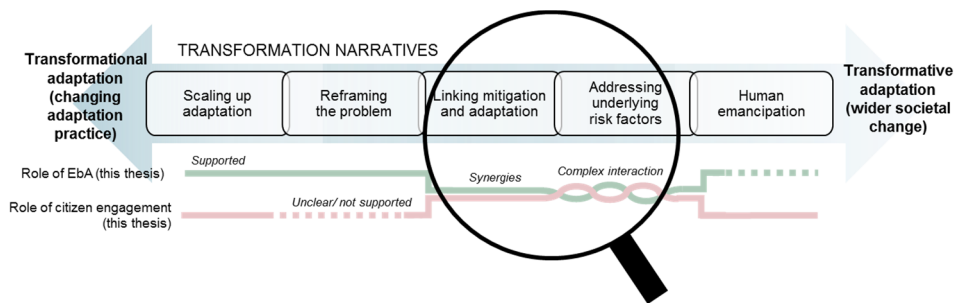 TRANSFORMATION NARRATIVES
Transformational
adaptation
(changing
adaptation
practice)
Scaling up
adaptation
Reframing
the problem
Linking mitigation
and adaptation
Addressing
underlying
risk factors
Human
emancipation
Transformative
adaptation
(wider societal
change)
Role of EbA (this thesis)
Supported
Synergies
Complex interaction
Role of citizen engagement
(this thesis)
Unclear/ not supported